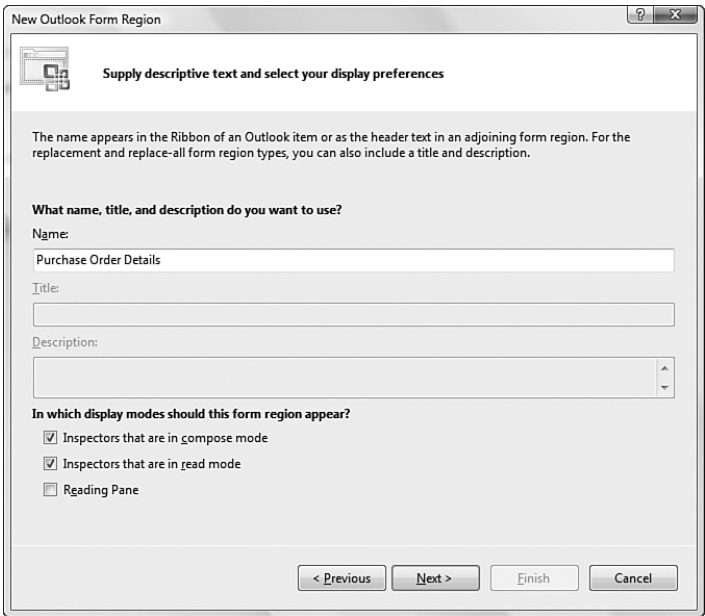 New Outlook Form Region
Supply descriptive text and select your display preferences
The name appears in the Ribbon of an Outlook item or as the header text in an adjoining form region. For the
replacement and replace-all form region types, you can also include a title and description.
What name, title, and description do you want to use?
Name:
Purchase Order Details
Title:
Description:
In which display modes should this form region appear?
Inspectors that are in compose mode
Inspectors that are in read mode
Reading Pane
< Previous Next > Finish Cancel